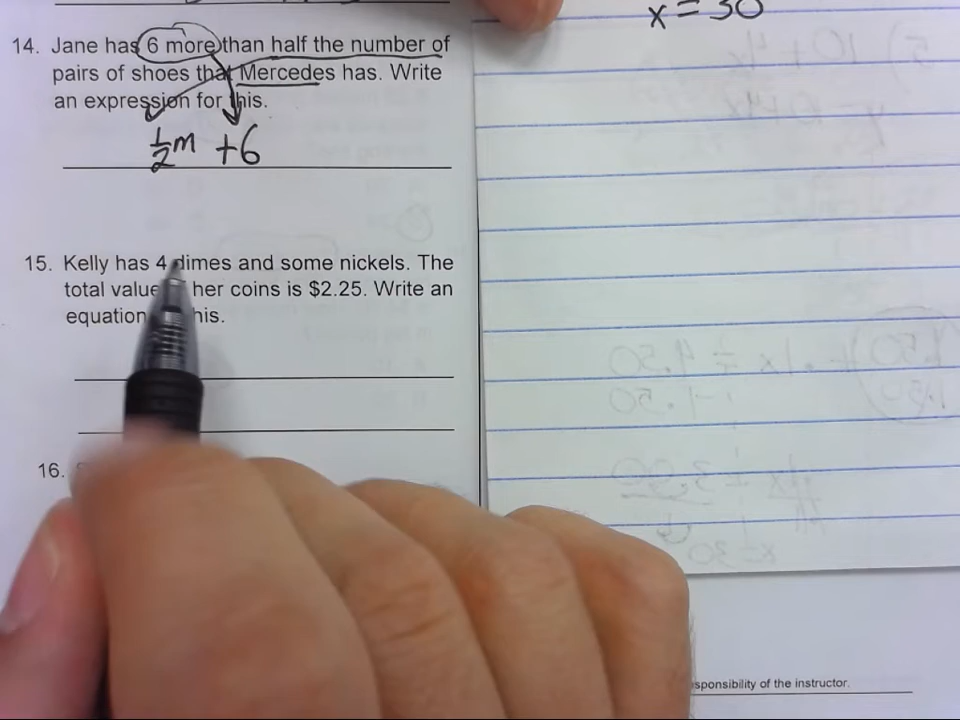 x = 30
14. Jane has 6 more than half the number of
pairs of shoes that Mercedes has. Write
an expression for this.
½m + 6
15. Kelly has 4 dimes and some nickels. The
total value her coins is $2.25. Write an
equation his.
16.
sponsibility of the instructor.